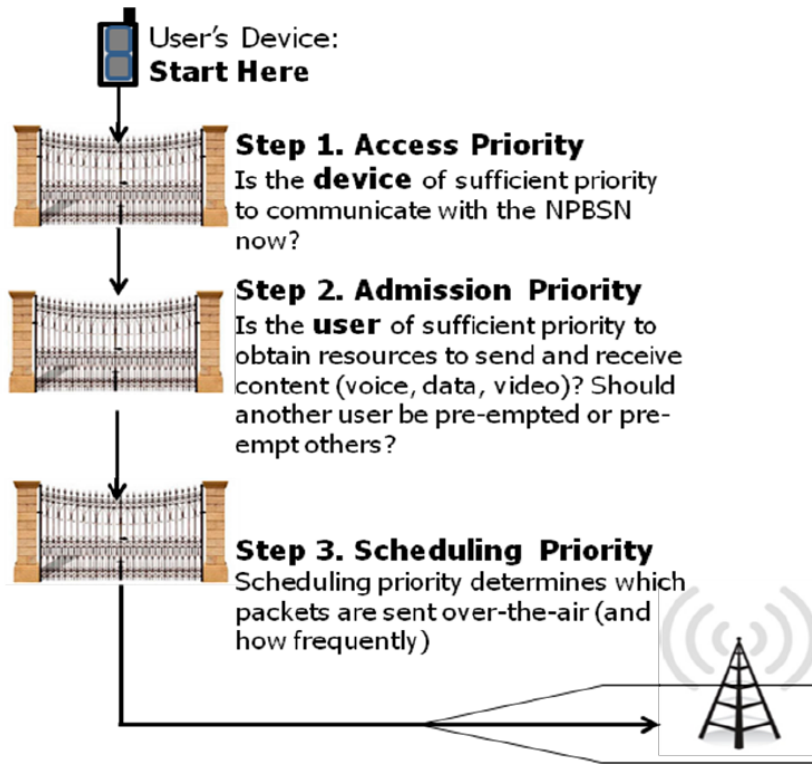 User's Device:
Start Here
Step 1. Access Priority
Is the device of sufficient priority
to communicate with the NPBSN
now?
Step 2. Admission Priority
Is the user of sufficient priority to
obtain resources to send and receive
content (voice, data, video)? Should
another user be pre-empted or pre-
empt others?
Step 3. Scheduling Priority
Scheduling priority determines which
packets are sent over-the-air (and
how frequently)